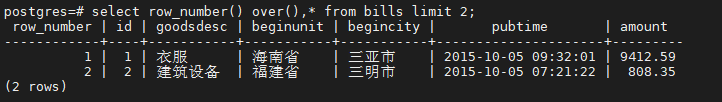 postgres=# select row_number() over(),* from bills limit 2;
row_number | id | goodsdesc | beginunit | begincity | pubtime | amount
------------+----+-----------+-----------+-----------+---------------------+---------
1 | 1 | 衣服 | 海南省 | 三亚市 | 2015-10-05 09:32:01 | 9412.59
2 | 2 | 建筑设备 | 福建省 | 三明市 | 2015-10-05 07:21:22 | 808.35
(2 rows)